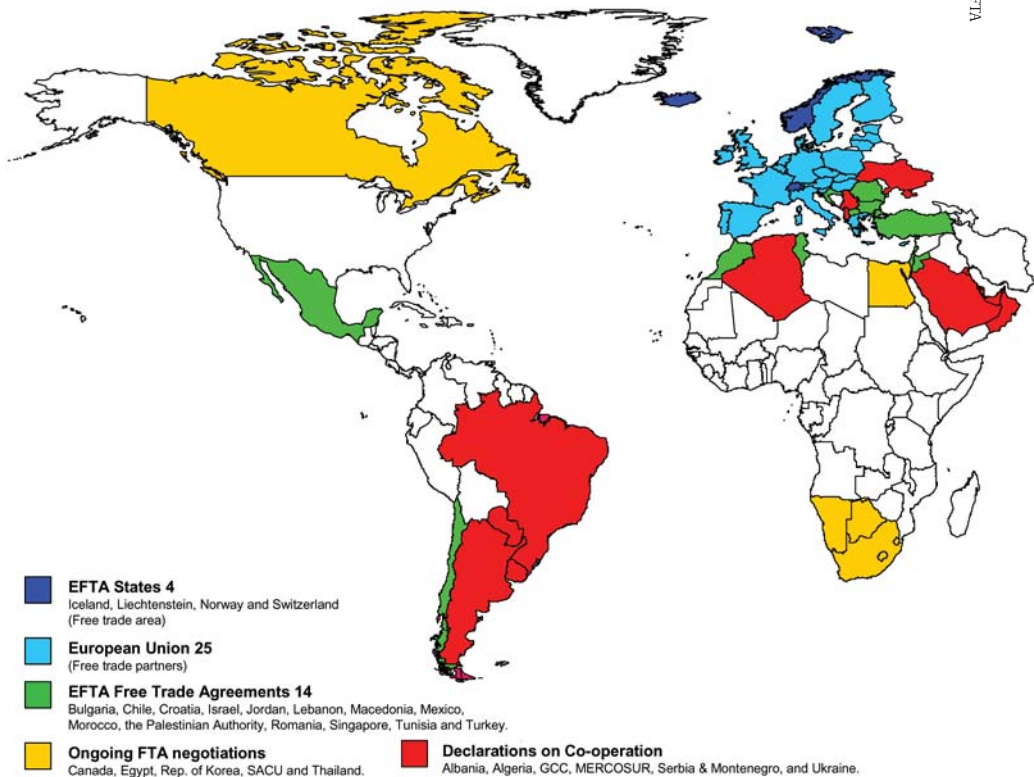 EFTA States 4
Iceland, Liechtenstein, Norway and Switzerland
(Free trade area)
European Union 25
(Free trade partners)
EFTA Free Trade Agreements 14
Bulgaria, Chile, Croatia, Israel, Jordan, Lebanon, Macedonia, Mexico,
Morocco, the Palestinian Authority, Romania, Singapore, Tunisia and Turkey.
Ongoing FTA negotiations
Canada, Egypt, Rep. of Korea, SACU and Thailand.
Declarations on Co-operation
Albania, Algeria, GCC, MERCOSUR, Serbia & Montenegro, and Ukraine.